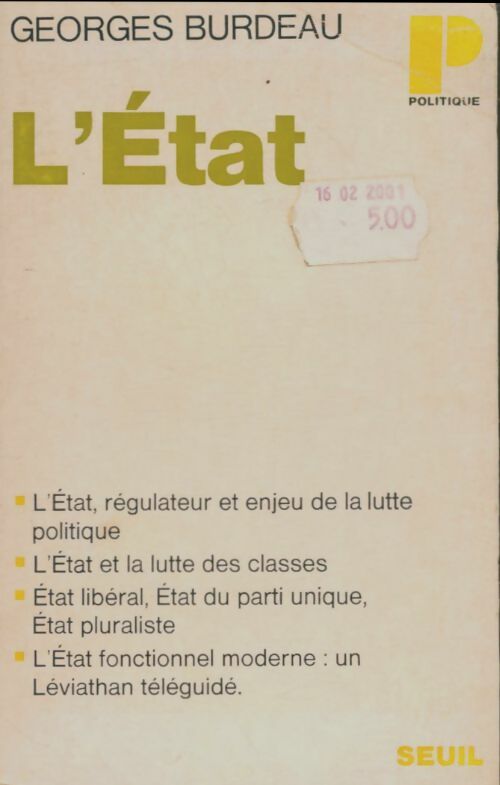 GEORGES BURDEAU
P
POLITIQUE
L'État
16 02 2001
5.00
L'État, régulateur et enjeu de la lutte
politique
L'État et la lutte des classes
État libéral, État du parti unique,
État pluraliste
L'État fonctionnel moderne : un
Léviathan téléguidé.
SEUIL